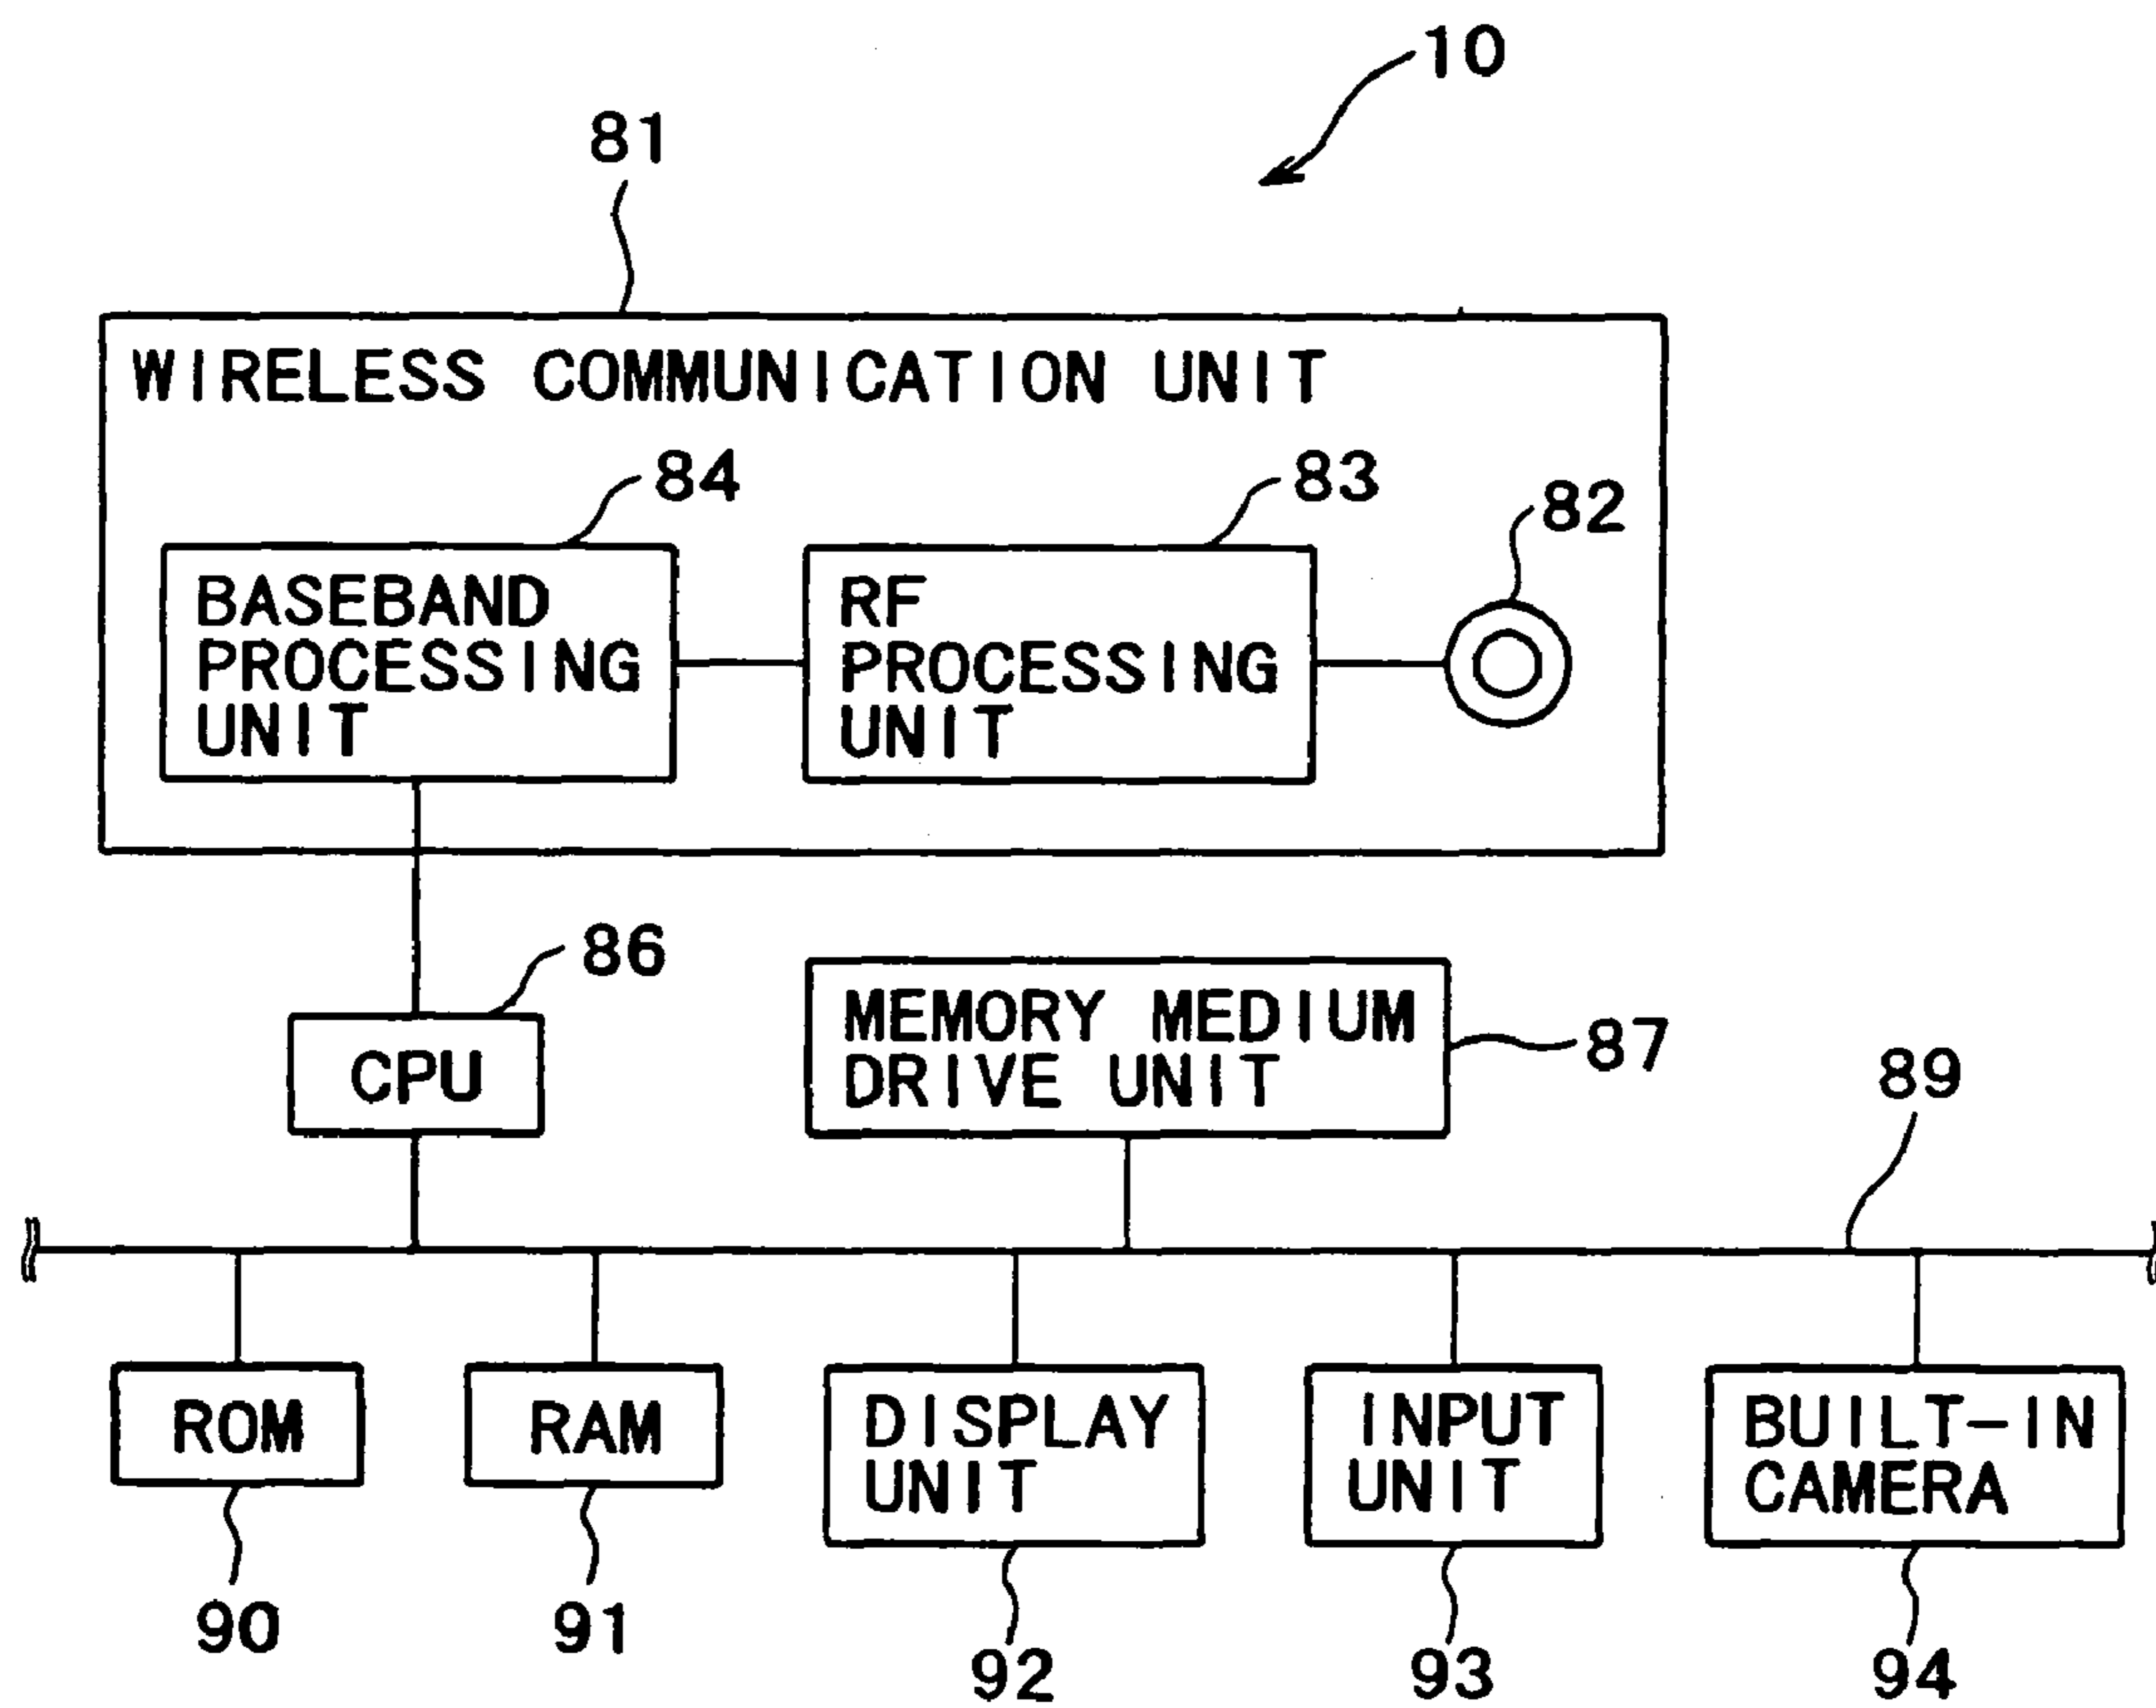 10
81
WIRELESS COMMUNICATION UNIT
84
83
82
BASEBAND
PROCESSING
UNIT
RF
PROCESSING
UNIT
86
CPU
MEMORY MEDIUM
DRIVE UNIT
87
89
ROM
RAM
DISPLAY
UNIT
INPUT
UNIT
BUILT-IN
CAMERA
90
91
92
93
94